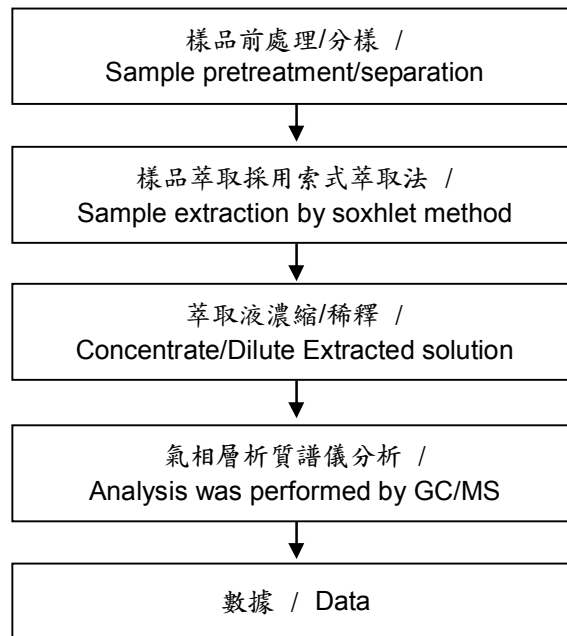 樣品前處理/分樣 /
Sample pretreatment/separation
樣品萃取採用索式萃取法 /
Sample extraction by soxhlet method
萃取液濃縮/稀釋 /
Concentrate/Dilute Extracted solution
氣相層析質譜儀分析 /
Analysis was performed by GC/MS
數據 / Data